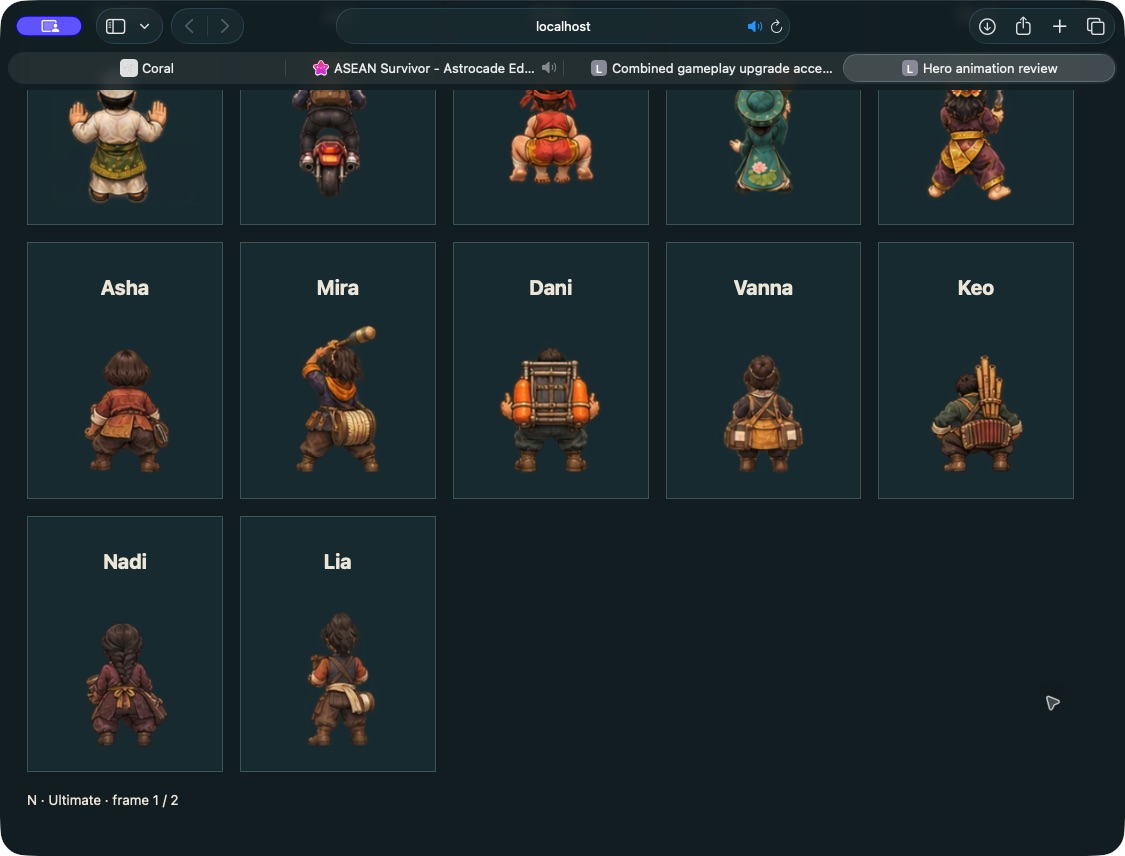 localhost
Coral
ASEAN Survivor - Astrocade Ed...
L Combined gameplay upgrade acce...
L Hero animation review
Asha
Mira
Dani
Vanna
Keo
Nadi
Lia
N · Ultimate · frame 1 / 2